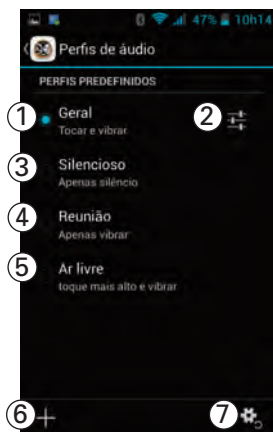 47% 10h14
Perfis de áudio
PERFIS PREDEFINIDOS
1 Geral 2
Tocar e vibrar
3 Silencioso
Apenas silêncio
4 Reunião
Apenas vibrar
5 Ar livre
toque mais alto e vibrar
6 7